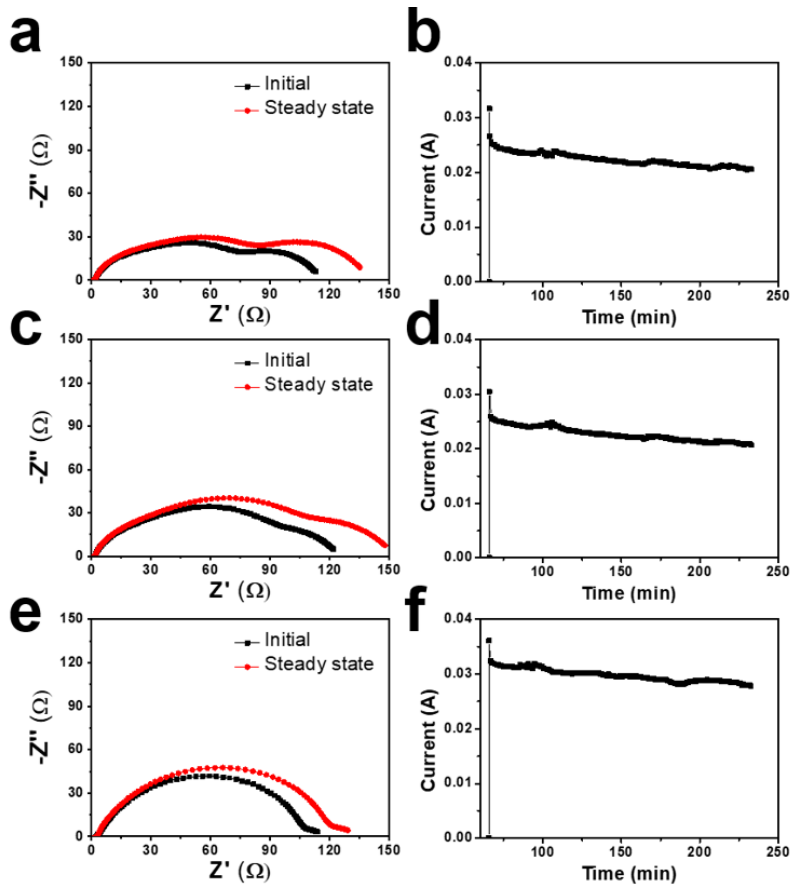 a
150
120
90
60
30
0
-Z'' (Ω)
Initial
Steady state
0 30 60 90 120 150
Z' (Ω)
b
0.04
0.03
0.02
0.01
0.00
Current (A)
100 150 200 250
Time (min)
c
150
120
90
60
30
0
-Z'' (Ω)
Initial
Steady state
0 30 60 90 120 150
Z' (Ω)
d
0.04
0.03
0.02
0.01
0.00
Current (A)
100 150 200 250
Time (min)
e
150
120
90
60
30
0
-Z'' (Ω)
Initial
Steady state
0 30 60 90 120 150
Z' (Ω)
f
0.04
0.03
0.02
0.01
0.00
Current (A)
100 150 200 250
Time (min)